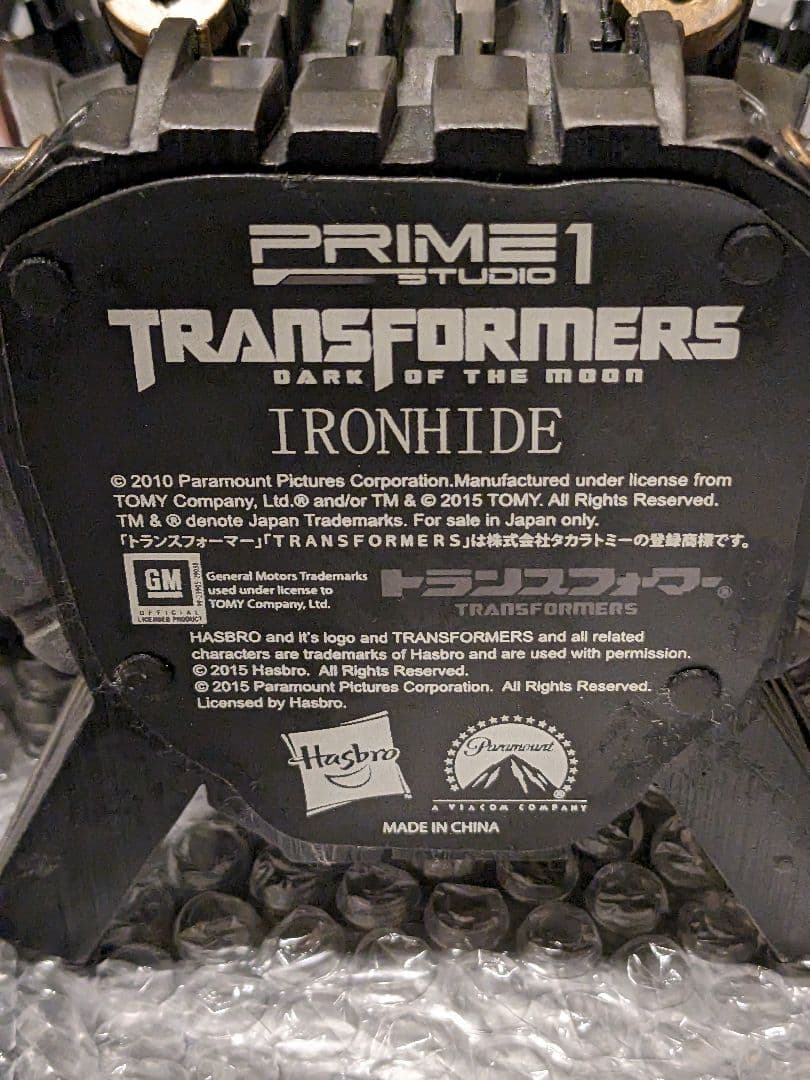 PRIME 1
STUDIO
TRANSFORMERS
DARK OF THE MOON
IRONHIDE
© 2010 Paramount Pictures Corporation.Manufactured under license from
TOMY Company, Ltd.® and/or TM & © 2015 TOMY. All Rights Reserved.
TM & ® denote Japan Trademarks. For sale in Japan only.
「トランスフォーマー」「TRANSFORMERS」は株式会社タカラトミーの登録商標です。
GM
OFFICIAL
LICENSED PRODUCT
General Motors Trademarks
used under license to
TOMY Company, Ltd.
トランスフォーマー®
TRANSFORMERS
HASBRO and it's logo and TRANSFORMERS and all related
characters are trademarks of Hasbro and are used with permission.
© 2015 Hasbro. All Rights Reserved.
© 2015 Paramount Pictures Corporation. All Rights Reserved.
Licensed by Hasbro.
Hasbro
Paramount®
A VIACOM COMPANY
MADE IN CHINA